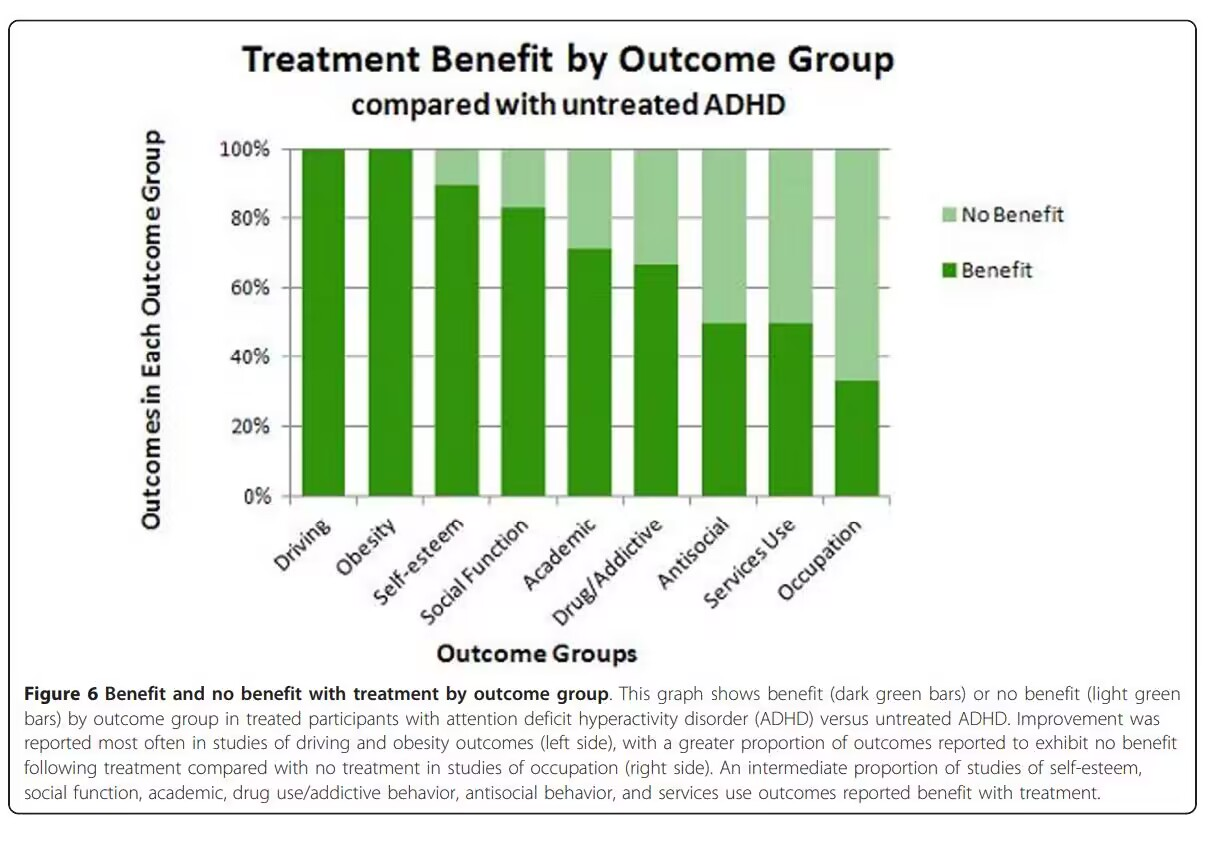 Treatment Benefit by Outcome Group
compared with untreated ADHD
Outcomes in Each Outcome Group
100%
80%
60%
40%
20%
0%
No Benefit
Benefit
Driving
Obesity
Self-esteem
Social Function
Academic
Drug/Addictive
Antisocial
Services Use
Occupation
Outcome Groups
Figure 6 Benefit and no benefit with treatment by outcome group. This graph shows benefit (dark green bars) or no benefit (light green
bars) by outcome group in treated participants with attention deficit hyperactivity disorder (ADHD) versus untreated ADHD. Improvement was
reported most often in studies of driving and obesity outcomes (left side), with a greater proportion of outcomes reported to exhibit no benefit
following treatment compared with no treatment in studies of occupation (right side). An intermediate proportion of studies of self-esteem,
social function, academic, drug use/addictive behavior, antisocial behavior, and services use outcomes reported benefit with treatment.